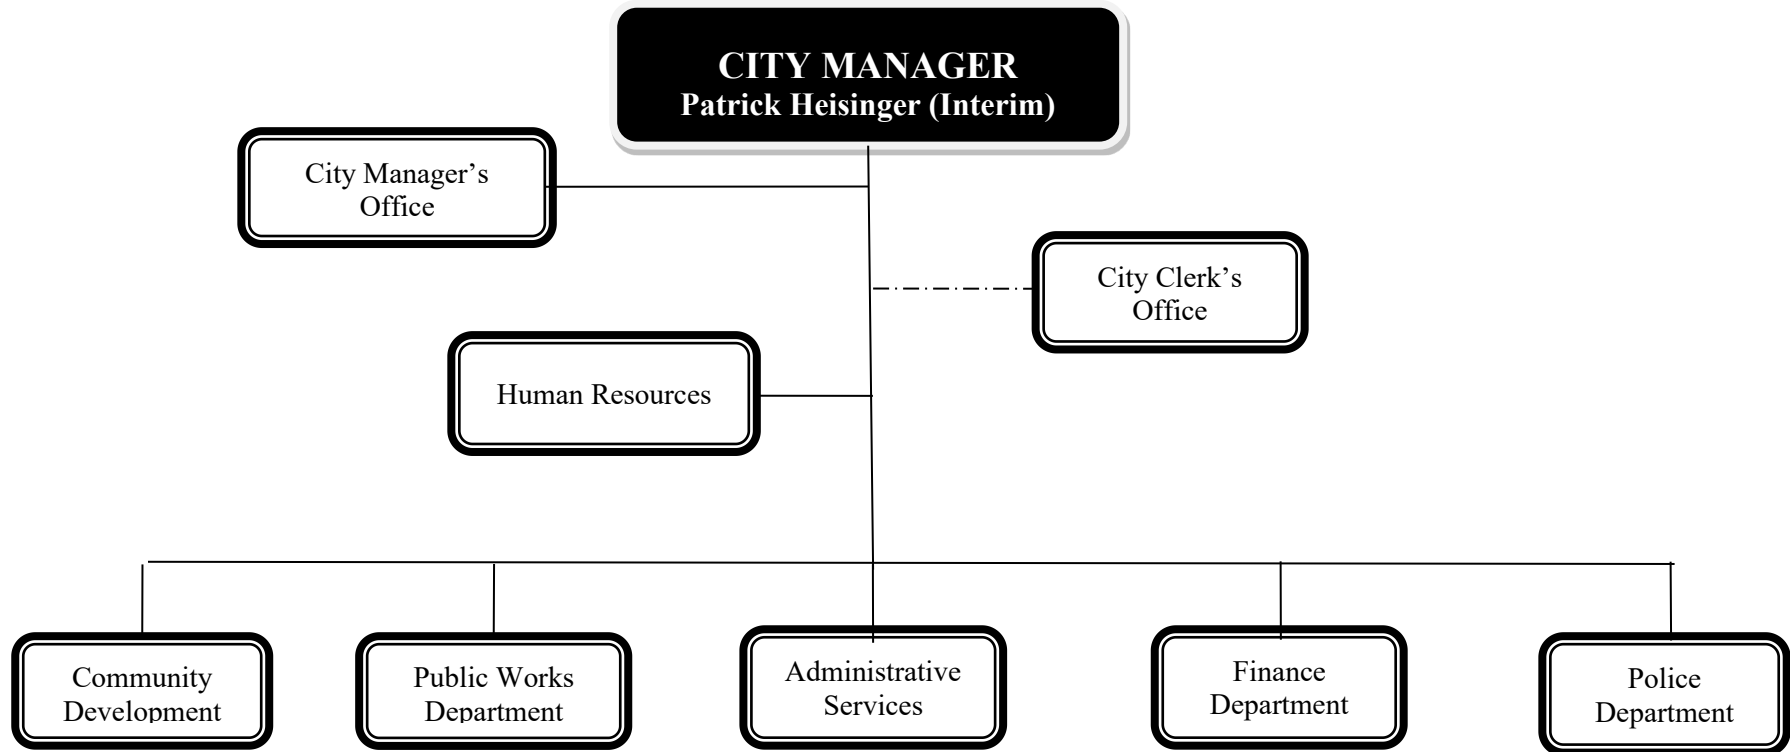 CITY MANAGER
Patrick Heisinger (Interim)
City Manager’s
Office
City Clerk’s
Office
Human Resources
Community
Development
Public Works
Department
Administrative
Services
Finance
Department
Police
Department